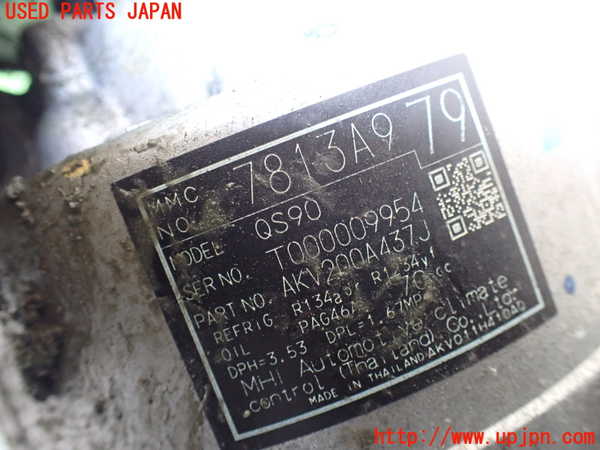 USED PARTS JAPAN
MMC NO. 7813A979
MODEL QS90
SER NO. T000009954
PART NO. AKV200A437J
REFRIG R134a, R1234yf
OIL PAG46 70cc
DPH=3.53 DPL=1.67MPa
MHI Automotive Climate
Control (Thailand) Co., Ltd.
MADE IN THAILAND
http://www.upjpn.com/